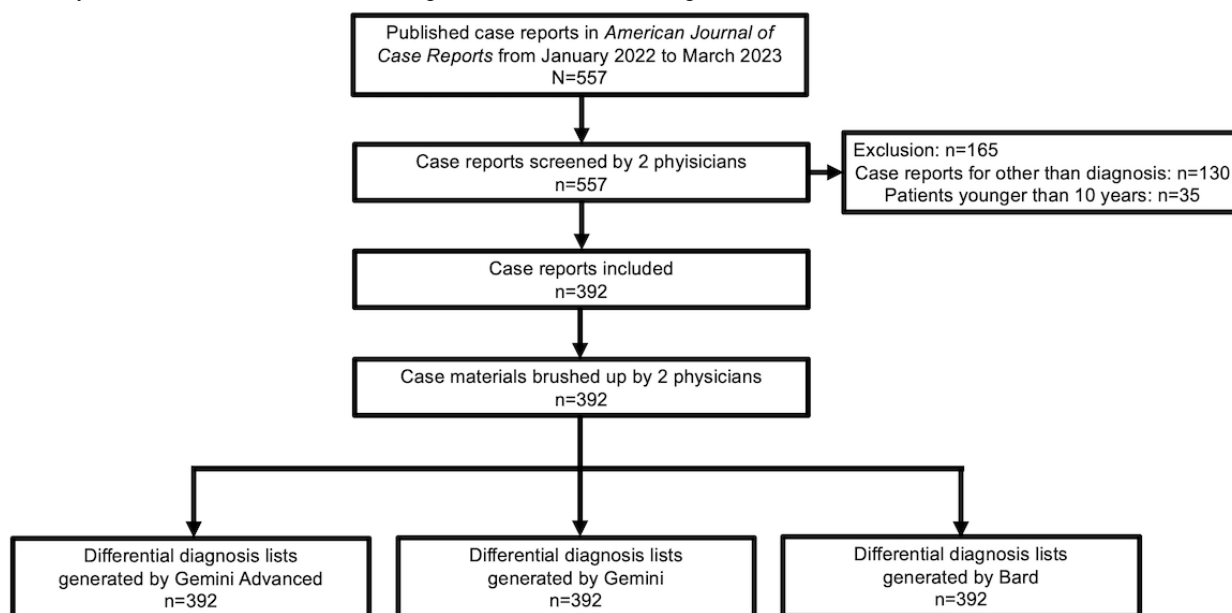 Published case reports in American Journal of
Case Reports from January 2022 to March 2023
N=557
Case reports screened by 2 phyisicians
n=557
Exclusion: n=165
Case reports for other than diagnosis: n=130
Patients younger than 10 years: n=35
Case reports included
n=392
Case materials brushed up by 2 physicians
n=392
Differential diagnosis lists
generated by Gemini Advanced
n=392
Differential diagnosis lists
generated by Gemini
n=392
Differential diagnosis lists
generated by Bard
n=392